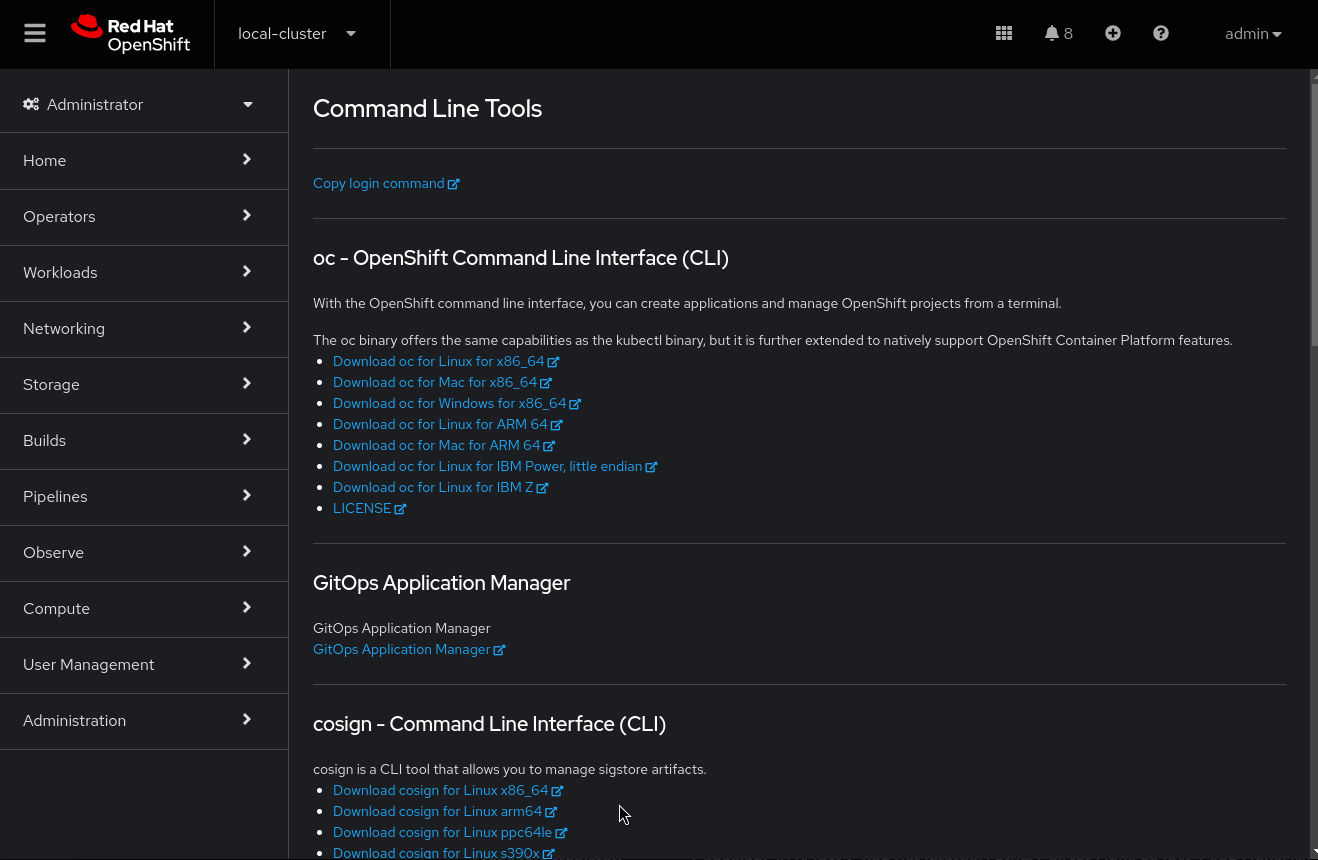 Red Hat
OpenShift
local-cluster
8
admin
Administrator
Home
Operators
Workloads
Networking
Storage
Builds
Pipelines
Observe
Compute
User Management
Administration
Command Line Tools
Copy login command
oc - OpenShift Command Line Interface (CLI)
With the OpenShift command line interface, you can create applications and manage OpenShift projects from a terminal.
The oc binary offers the same capabilities as the kubectl binary, but it is further extended to natively support OpenShift Container Platform features.
Download oc for Linux for x86_64
Download oc for Mac for x86_64
Download oc for Windows for x86_64
Download oc for Linux for ARM 64
Download oc for Mac for ARM 64
Download oc for Linux for IBM Power, little endian
Download oc for Linux for IBM Z
LICENSE
GitOps Application Manager
GitOps Application Manager
GitOps Application Manager
cosign - Command Line Interface (CLI)
cosign is a CLI tool that allows you to manage sigstore artifacts.
Download cosign for Linux x86_64
Download cosign for Linux arm64
Download cosign for Linux ppc64le
Download cosign for Linux s390x